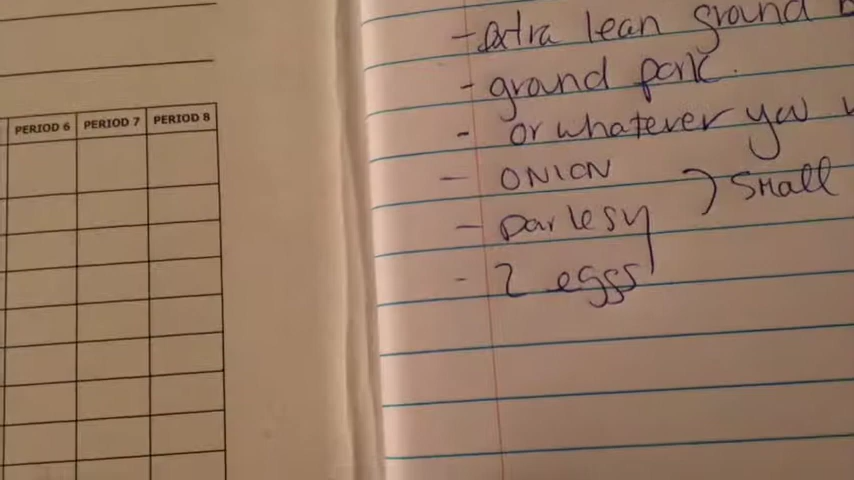 PERIOD 6 PERIOD 7 PERIOD 8
- extra lean ground
- ground pork.
- or whatever you
- ONION
- parlesy ) small
- 2 eggs